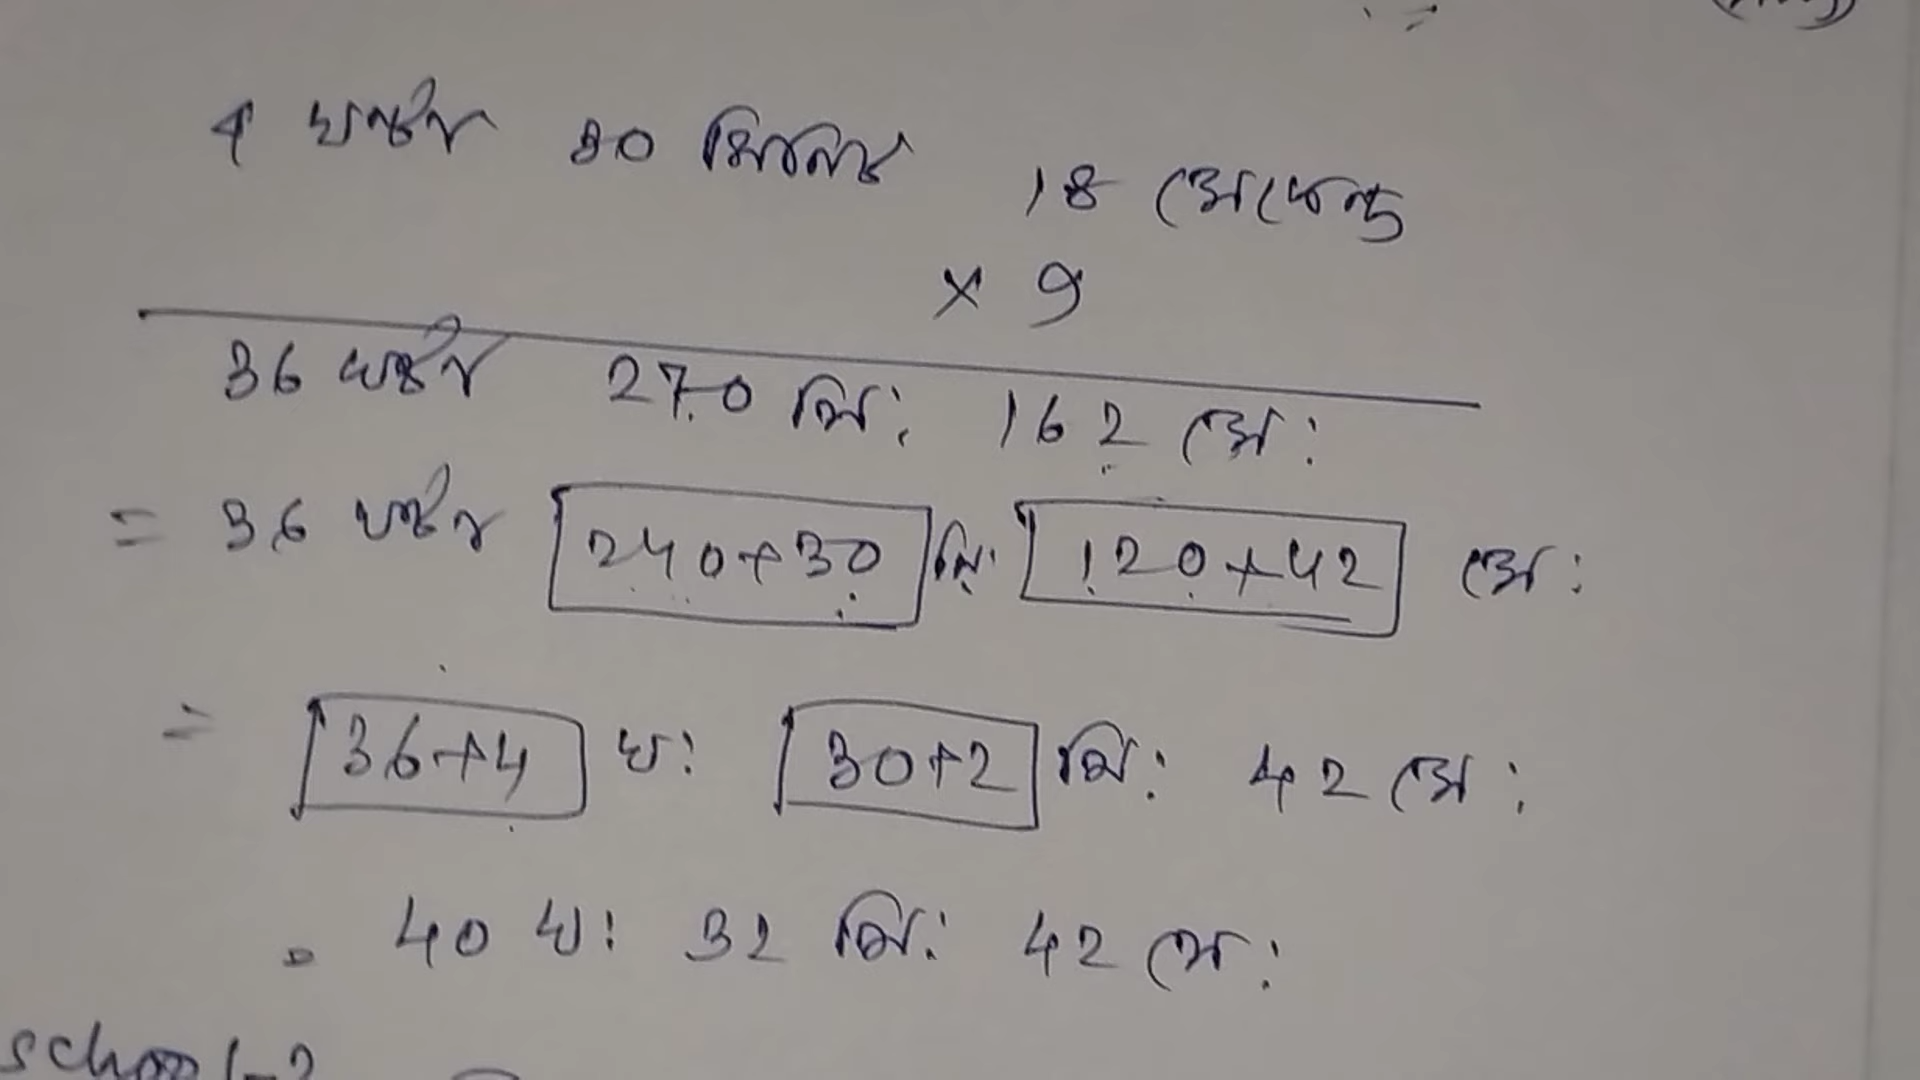 4 ঘন্টা 30 মিনিট 18 সেকেন্ড
× 9
36 ঘন্টা 270 মি: 162 সে:
= 36 ঘন্টা 240+30 মি: 120+42 সে:
= 36+4 ঘ: 30+2 মি: 42 সে:
= 40 ঘ: 32 মি: 42 সে: